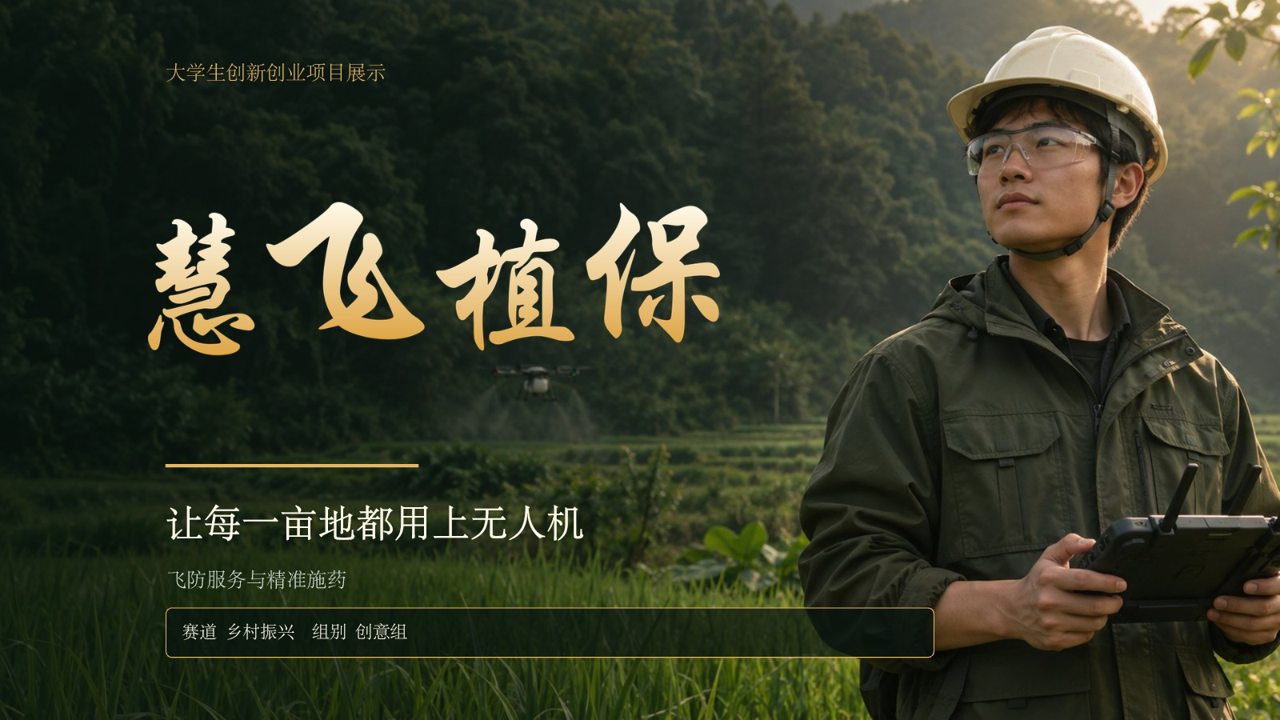 大学生创新创业项目展示
慧飞植保
让每一亩地都用上无人机
飞防服务与精准施药
赛道 乡村振兴 组别 创意组